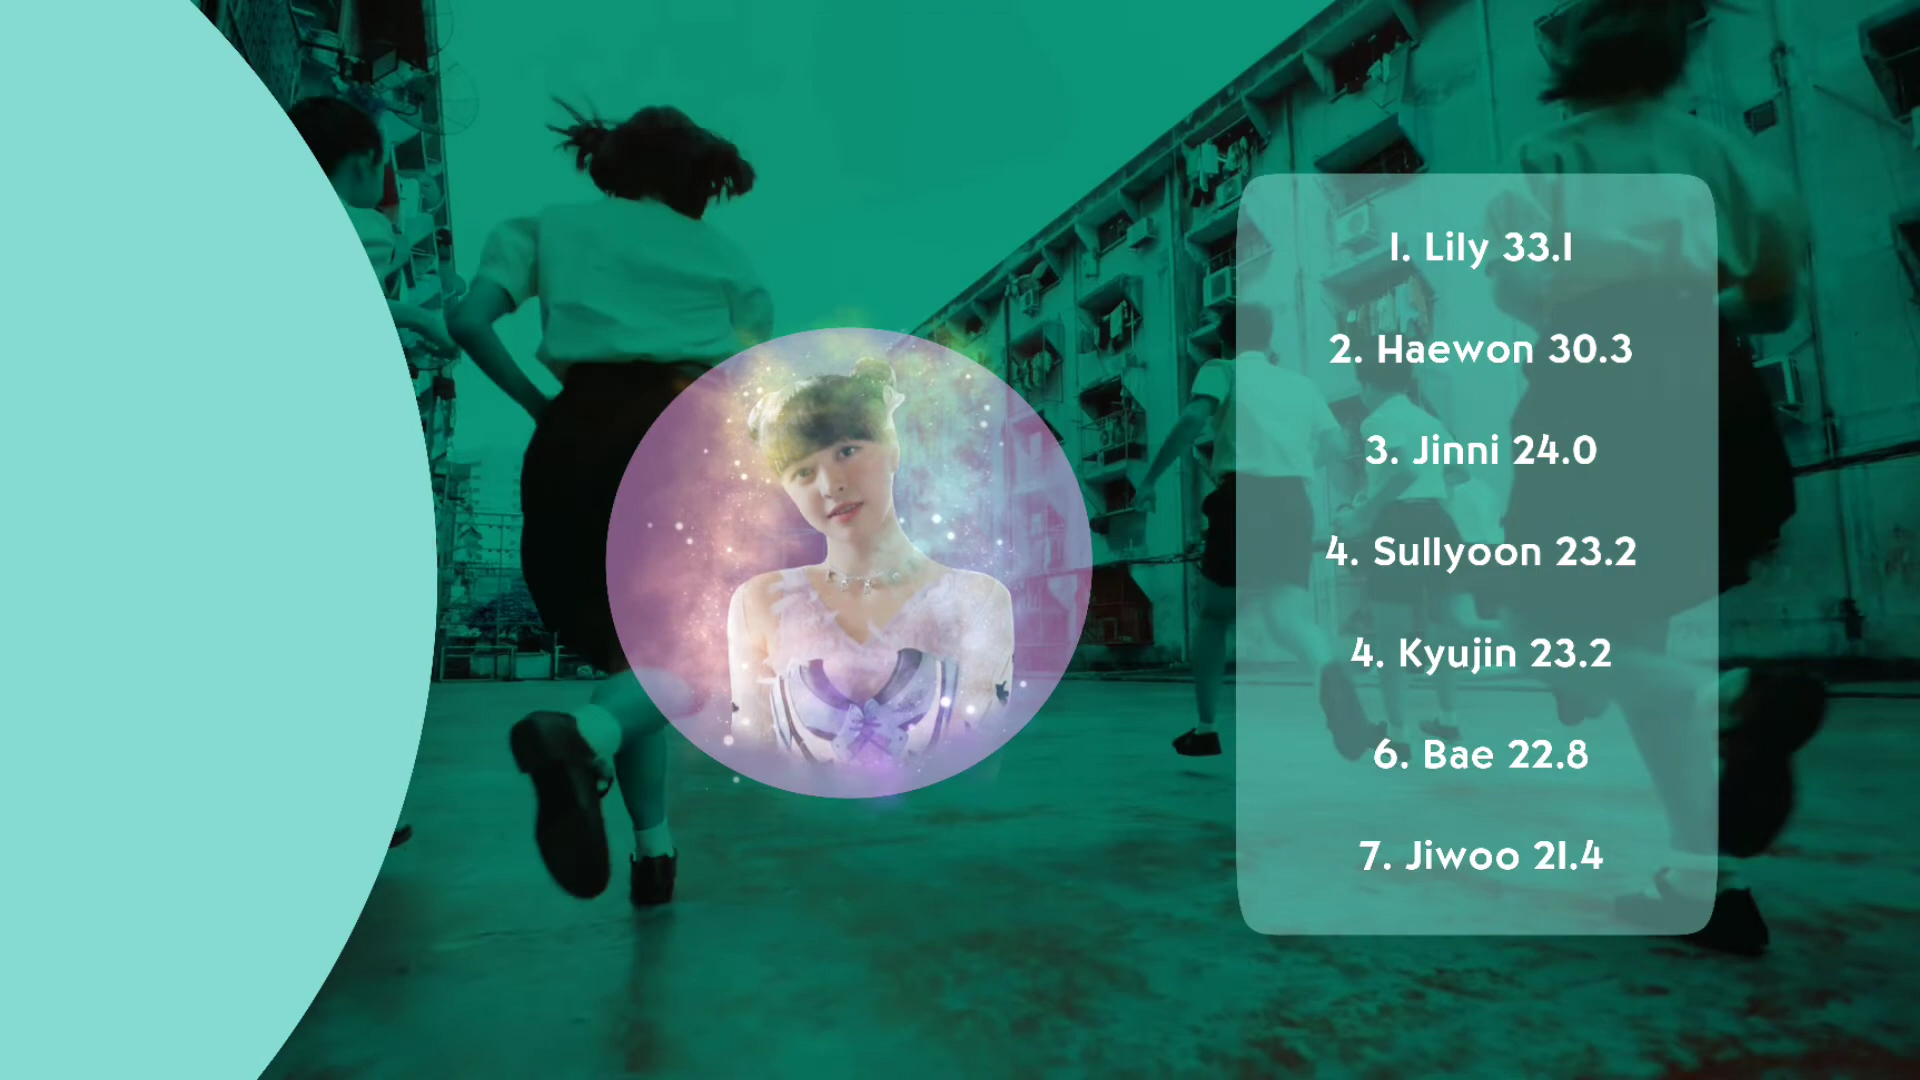 1. Lily 33.1
2. Haewon 30.3
3. Jinni 24.0
4. Sullyoon 23.2
4. Kyujin 23.2
6. Bae 22.8
7. Jiwoo 21.4